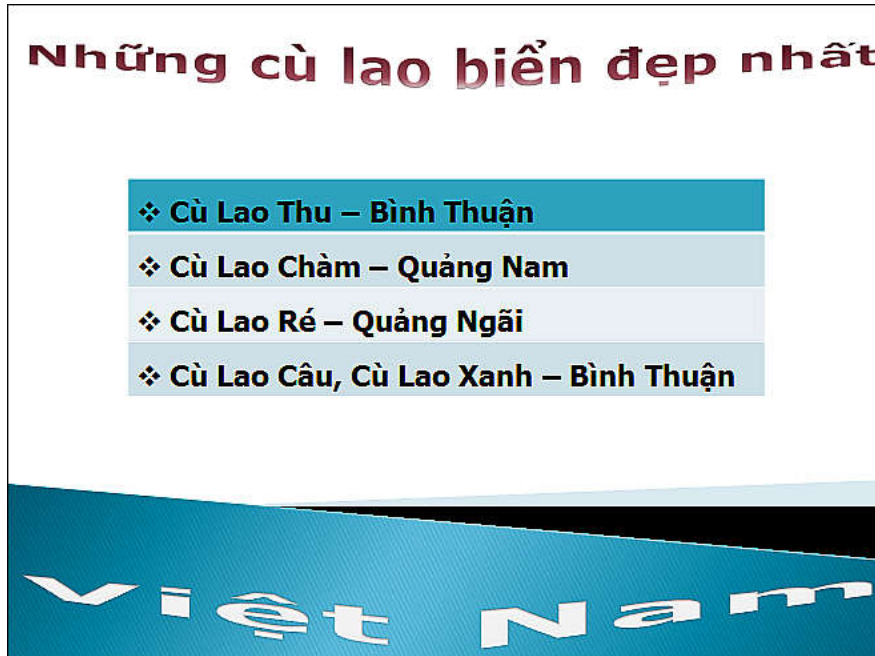 Những cù lao biển đẹp nhất
❖ Cù Lao Thu – Bình Thuận
❖ Cù Lao Chàm – Quảng Nam
❖ Cù Lao Ré – Quảng Ngãi
❖ Cù Lao Câu, Cù Lao Xanh – Bình Thuận
Việt Nam